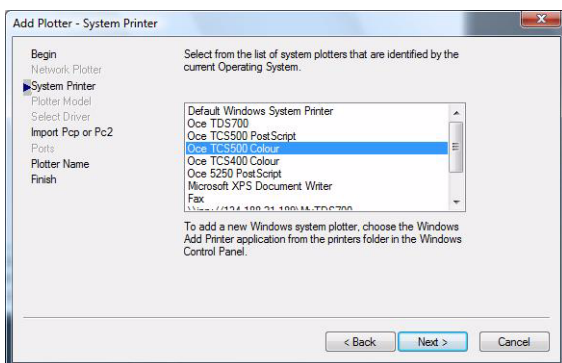 Add Plotter - System Printer
Begin
Network Plotter
System Printer
Plotter Model
Select Driver
Import Pcp or Pc2
Ports
Plotter Name
Finish
Select from the list of system plotters that are identified by the
current Operating System.
Default Windows System Printer
Oce TDS700
Oce TCS500 PostScript
Oce TCS500 Colour
Oce TCS400 Colour
Oce 5250 PostScript
Microsoft XPS Document Writer
Fax
To add a new Windows system plotter, choose the Windows
Add Printer application from the printers folder in the Windows
Control Panel.
< Back
Next >
Cancel